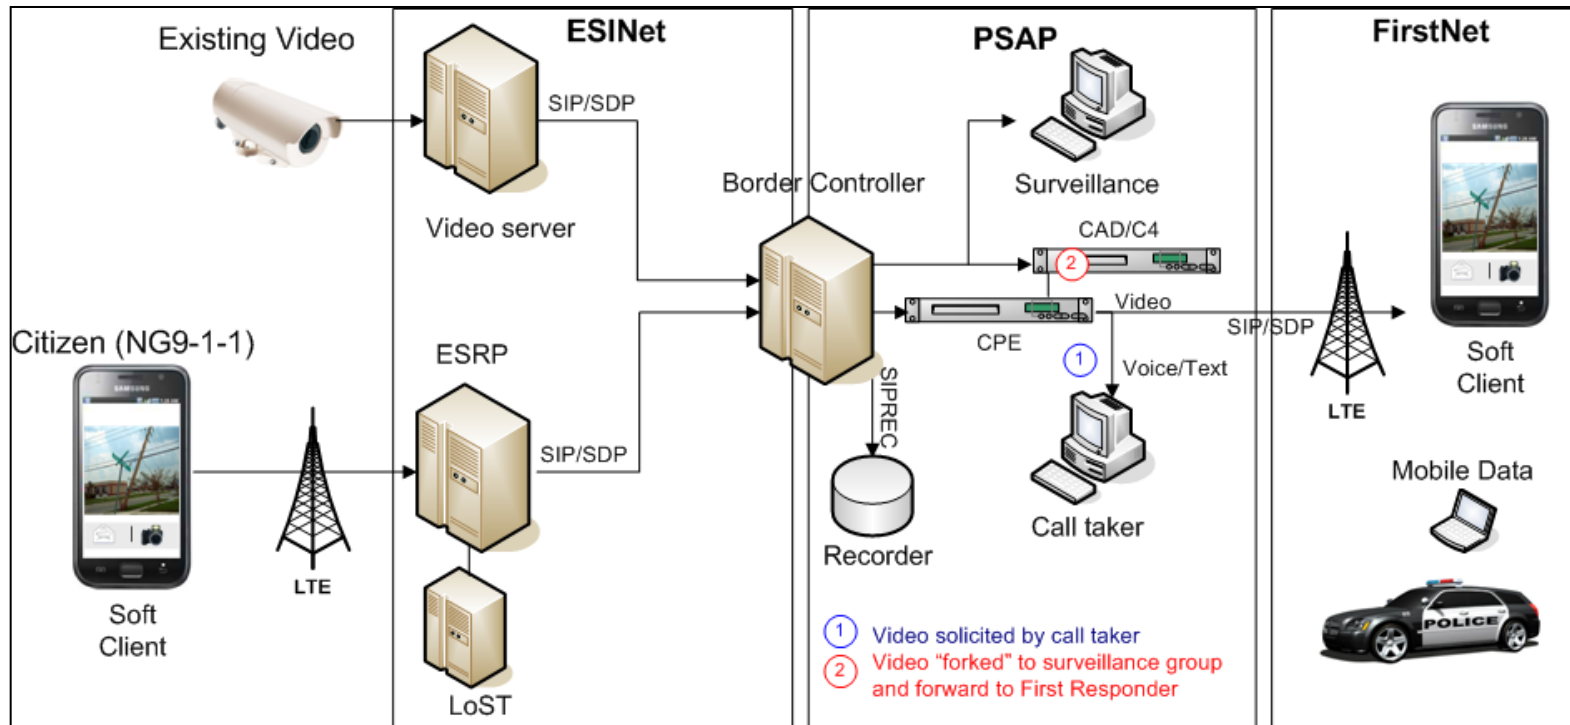 Existing Video
ESINet
PSAP
FirstNet
SIP/SDP
Video server
Border Controller
Surveillance
CAD/C4
2
Video
CPE
SIP/SDP
1
Voice/Text
SIPREC
Call taker
Recorder
Citizen (NG9-1-1)
SAMSUNG
LTE
Soft
Client
ESRP
SIP/SDP
LoST
SAMSUNG
LTE
Soft
Client
Mobile Data
POLICE
1 Video solicited by call taker
2 Video “forked” to surveillance group
and forward to First Responder